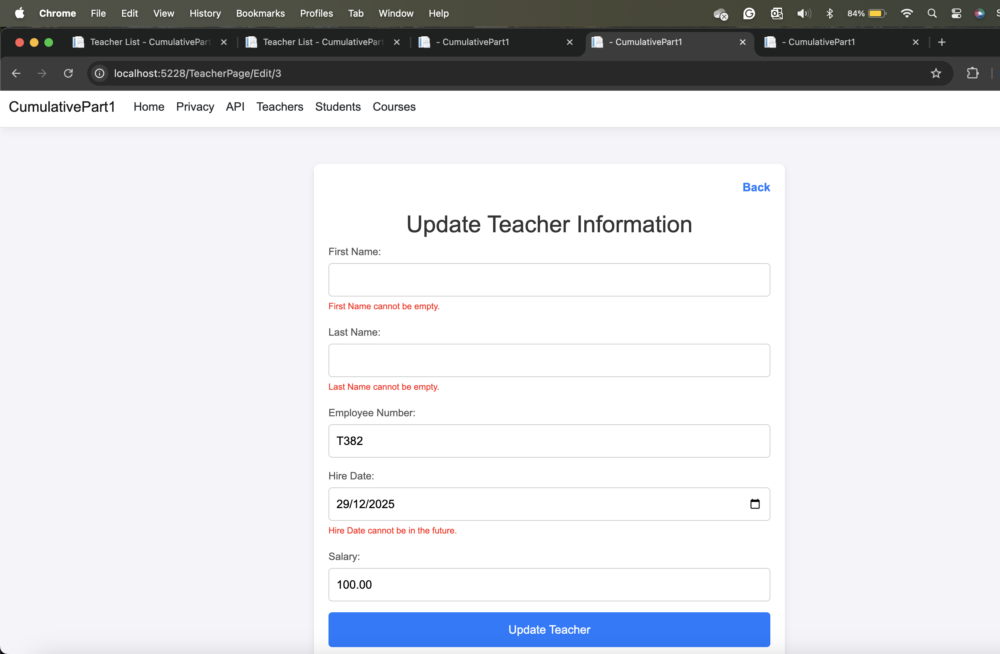 Chrome File Edit View History Bookmarks Profiles Tab Window Help 84%
Teacher List - CumulativePart Teacher List - CumulativePart - CumulativePart1 - CumulativePart1 - CumulativePart1
localhost:5228/TeacherPage/Edit/3
CumulativePart1 Home Privacy API Teachers Students Courses
Back
Update Teacher Information
First Name:
First Name cannot be empty.
Last Name:
Last Name cannot be empty.
Employee Number:
T382
Hire Date:
29/12/2025
Hire Date cannot be in the future.
Salary:
100.00
Update Teacher